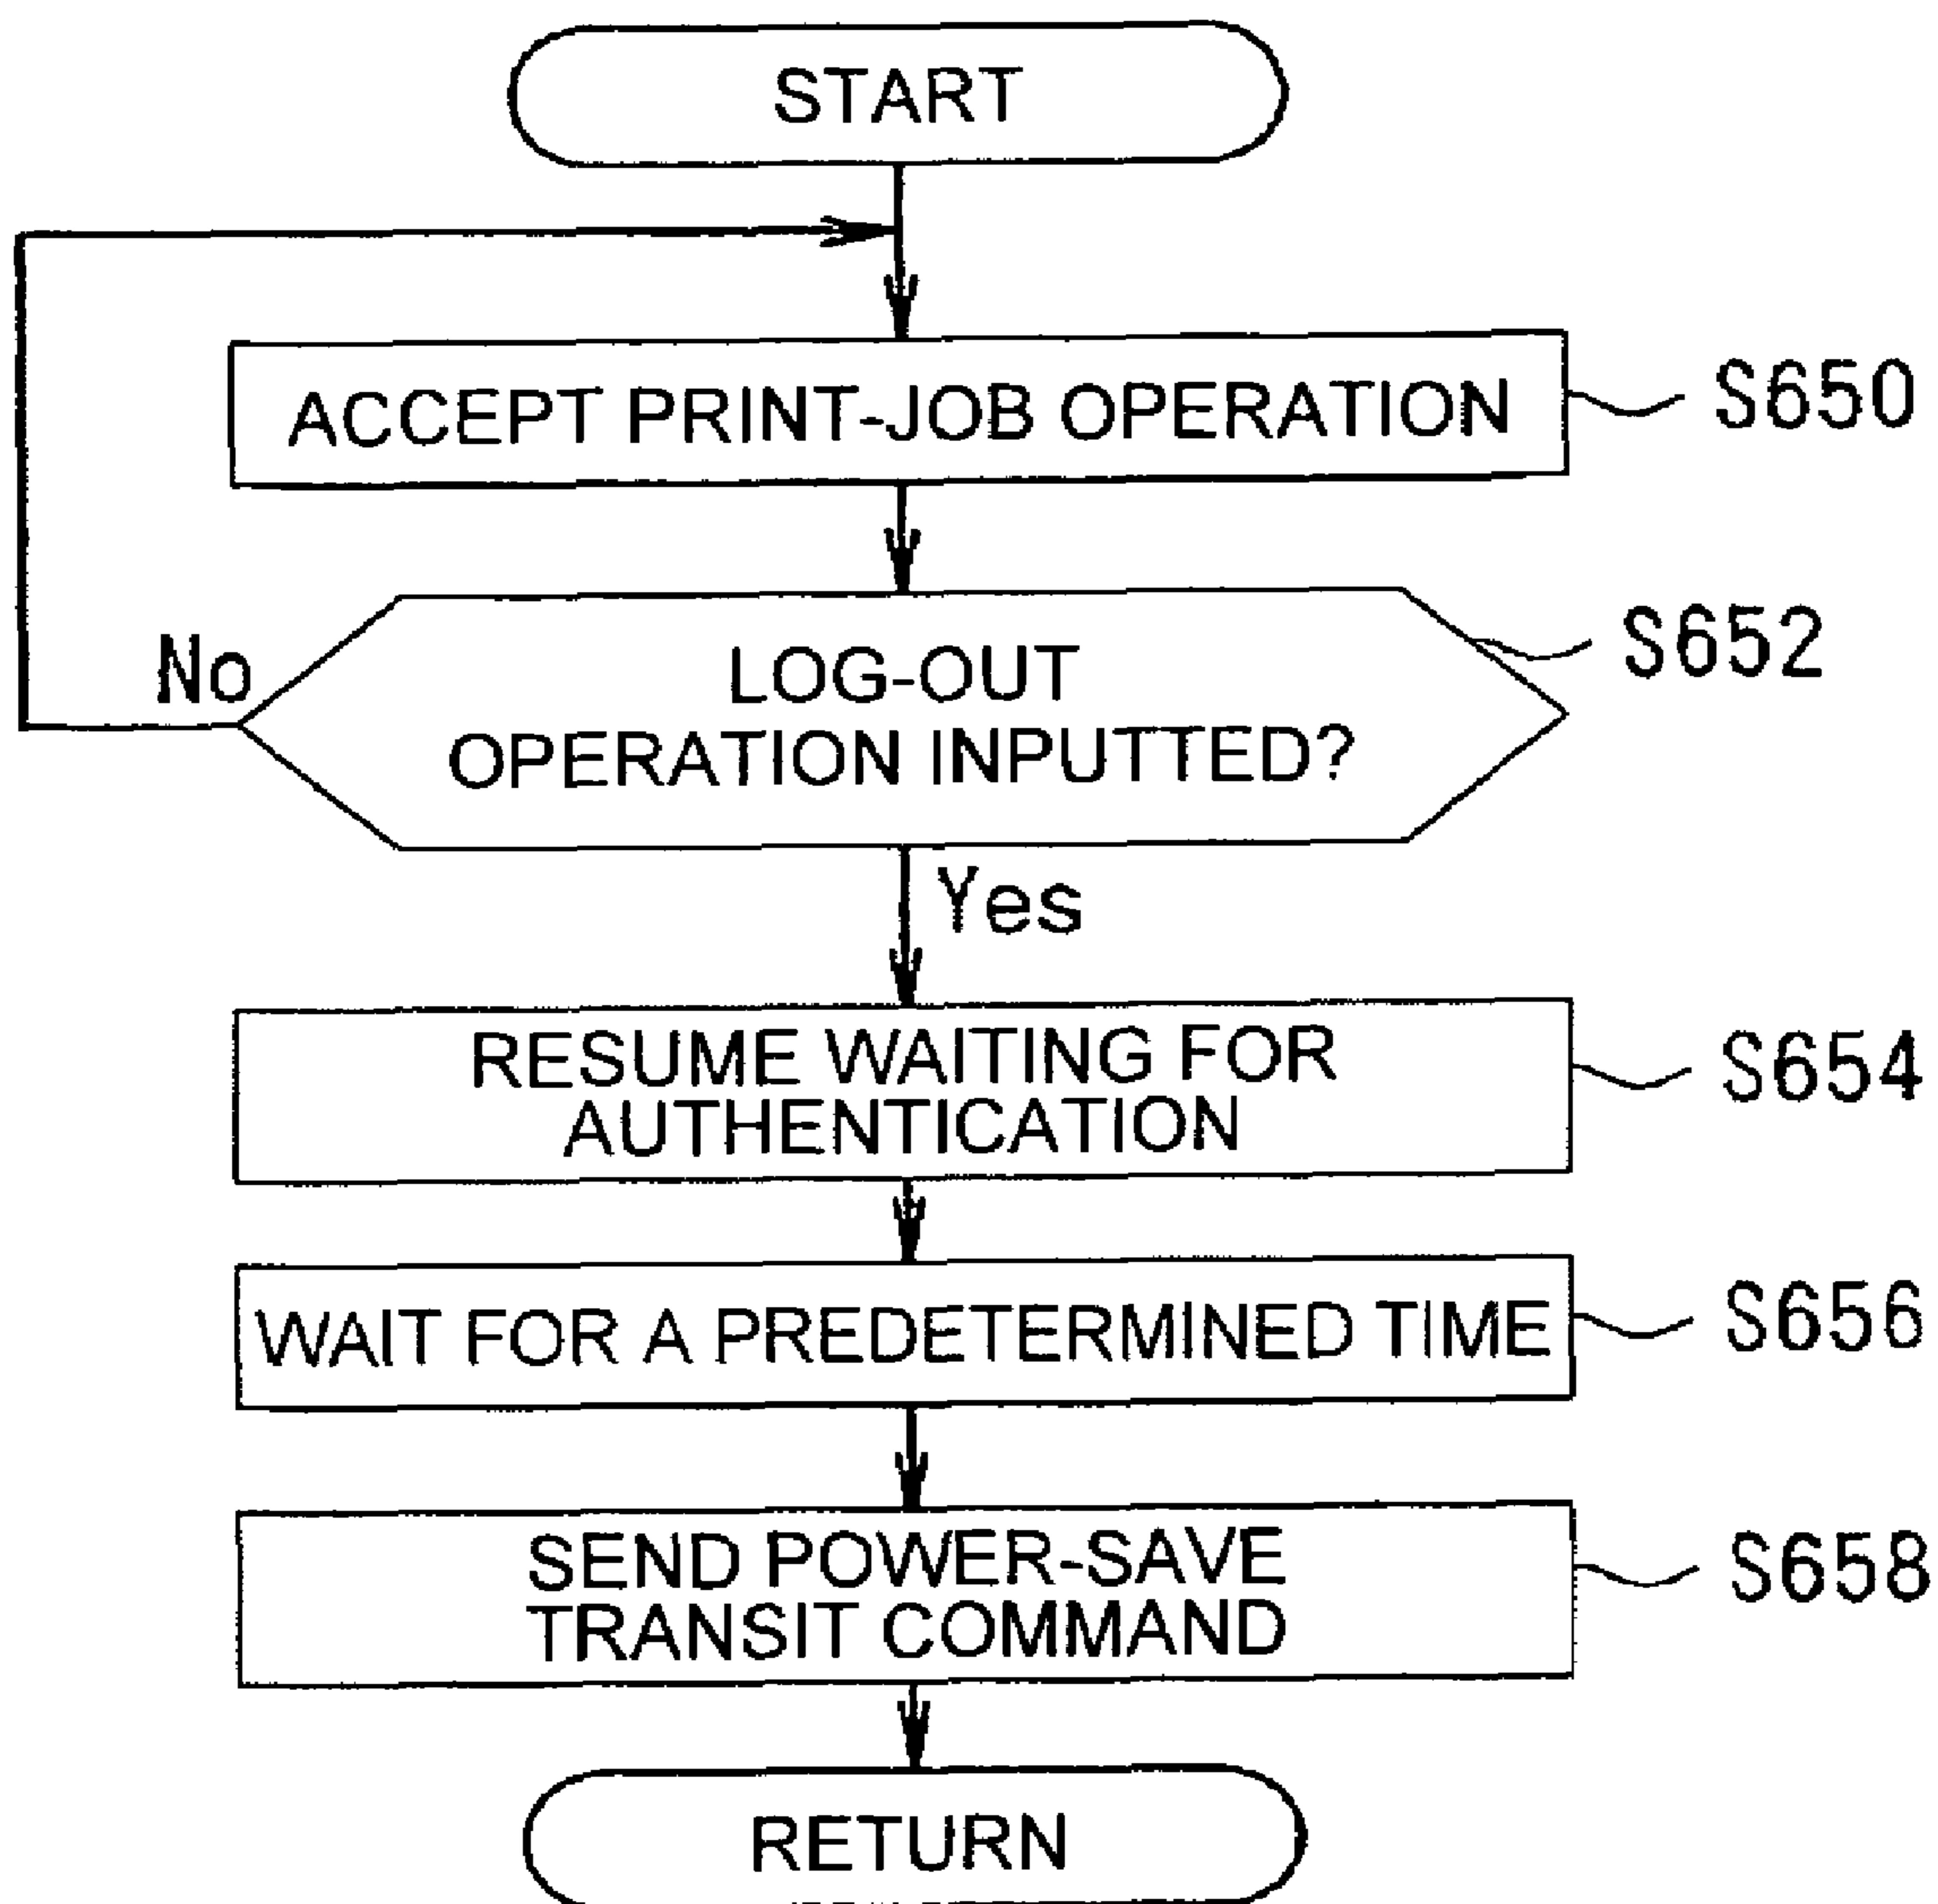 START
ACCEPT PRINT-JOB OPERATION
S650
LOG-OUT
OPERATION INPUTTED?
S652
No
Yes
RESUME WAITING FOR
AUTHENTICATION
S654
WAIT FOR A PREDETERMINED TIME
S656
SEND POWER-SAVE
TRANSIT COMMAND
S658
RETURN